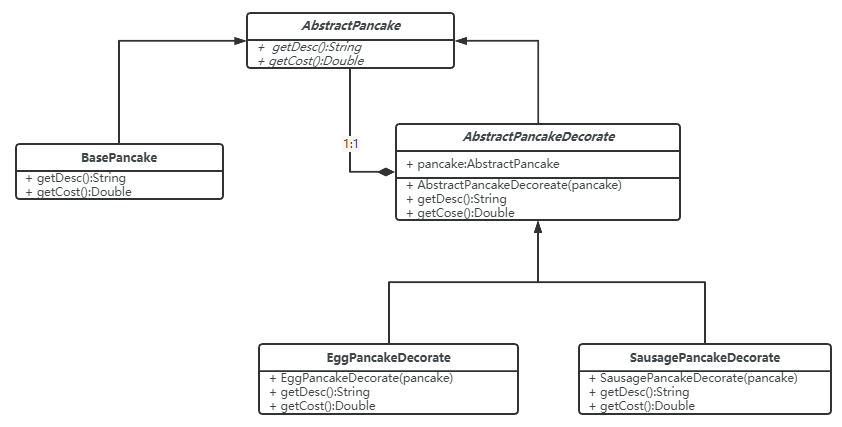 AbstractPancake
+ getDesc():String
+ getCost():Double
1:1
AbstractPancakeDecorate
+ pancake:AbstractPancake
+ AbstractPancakeDecoreate(pancake)
+ getDesc():String
+ getCose():Double
BasePancake
+ getDesc():String
+ getCost():Double
EggPancakeDecorate
+ EggPancakeDecorate(pancake)
+ getDesc():String
+ getCost():Double
SausagePancakeDecorate
+ SausagePancakeDecorate(pancake)
+ getDesc():String
+ getCost():Double